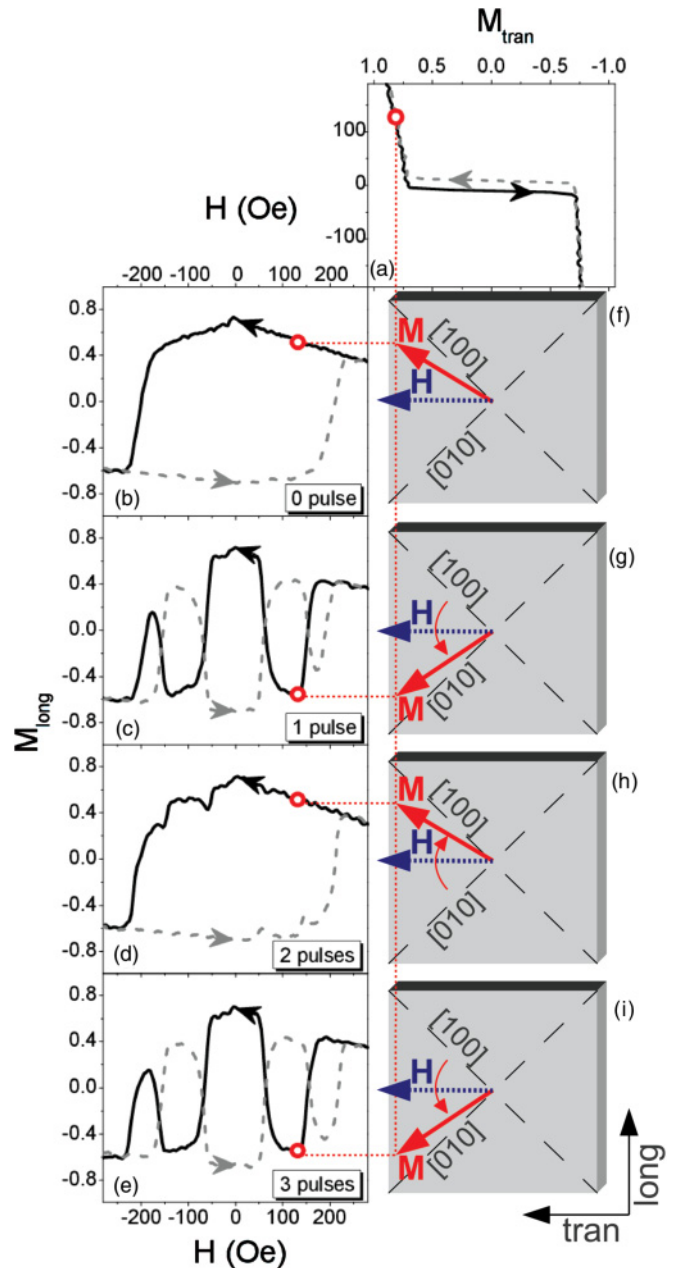 M_tran
1.0 0.5 0.0 -0.5 -1.0
100
0
-100
(a)
H (Oe)
-200 -100 0 100 200
0.8
0.4
0.0
-0.4
-0.8
(b)
0 pulse
(f)
M
[100]
H
[010]
0.8
0.4
0.0
-0.4
-0.8
(c)
1 pulse
(g)
[100]
H
M
[010]
M_long
0.8
0.4
0.0
-0.4
-0.8
(d)
2 pulses
(h)
M
[100]
H
[010]
0.8
0.4
0.0
-0.4
-0.8
(e)
3 pulses
(i)
[100]
H
M
[010]
-200 -100 0 100 200
H (Oe)
long
tran